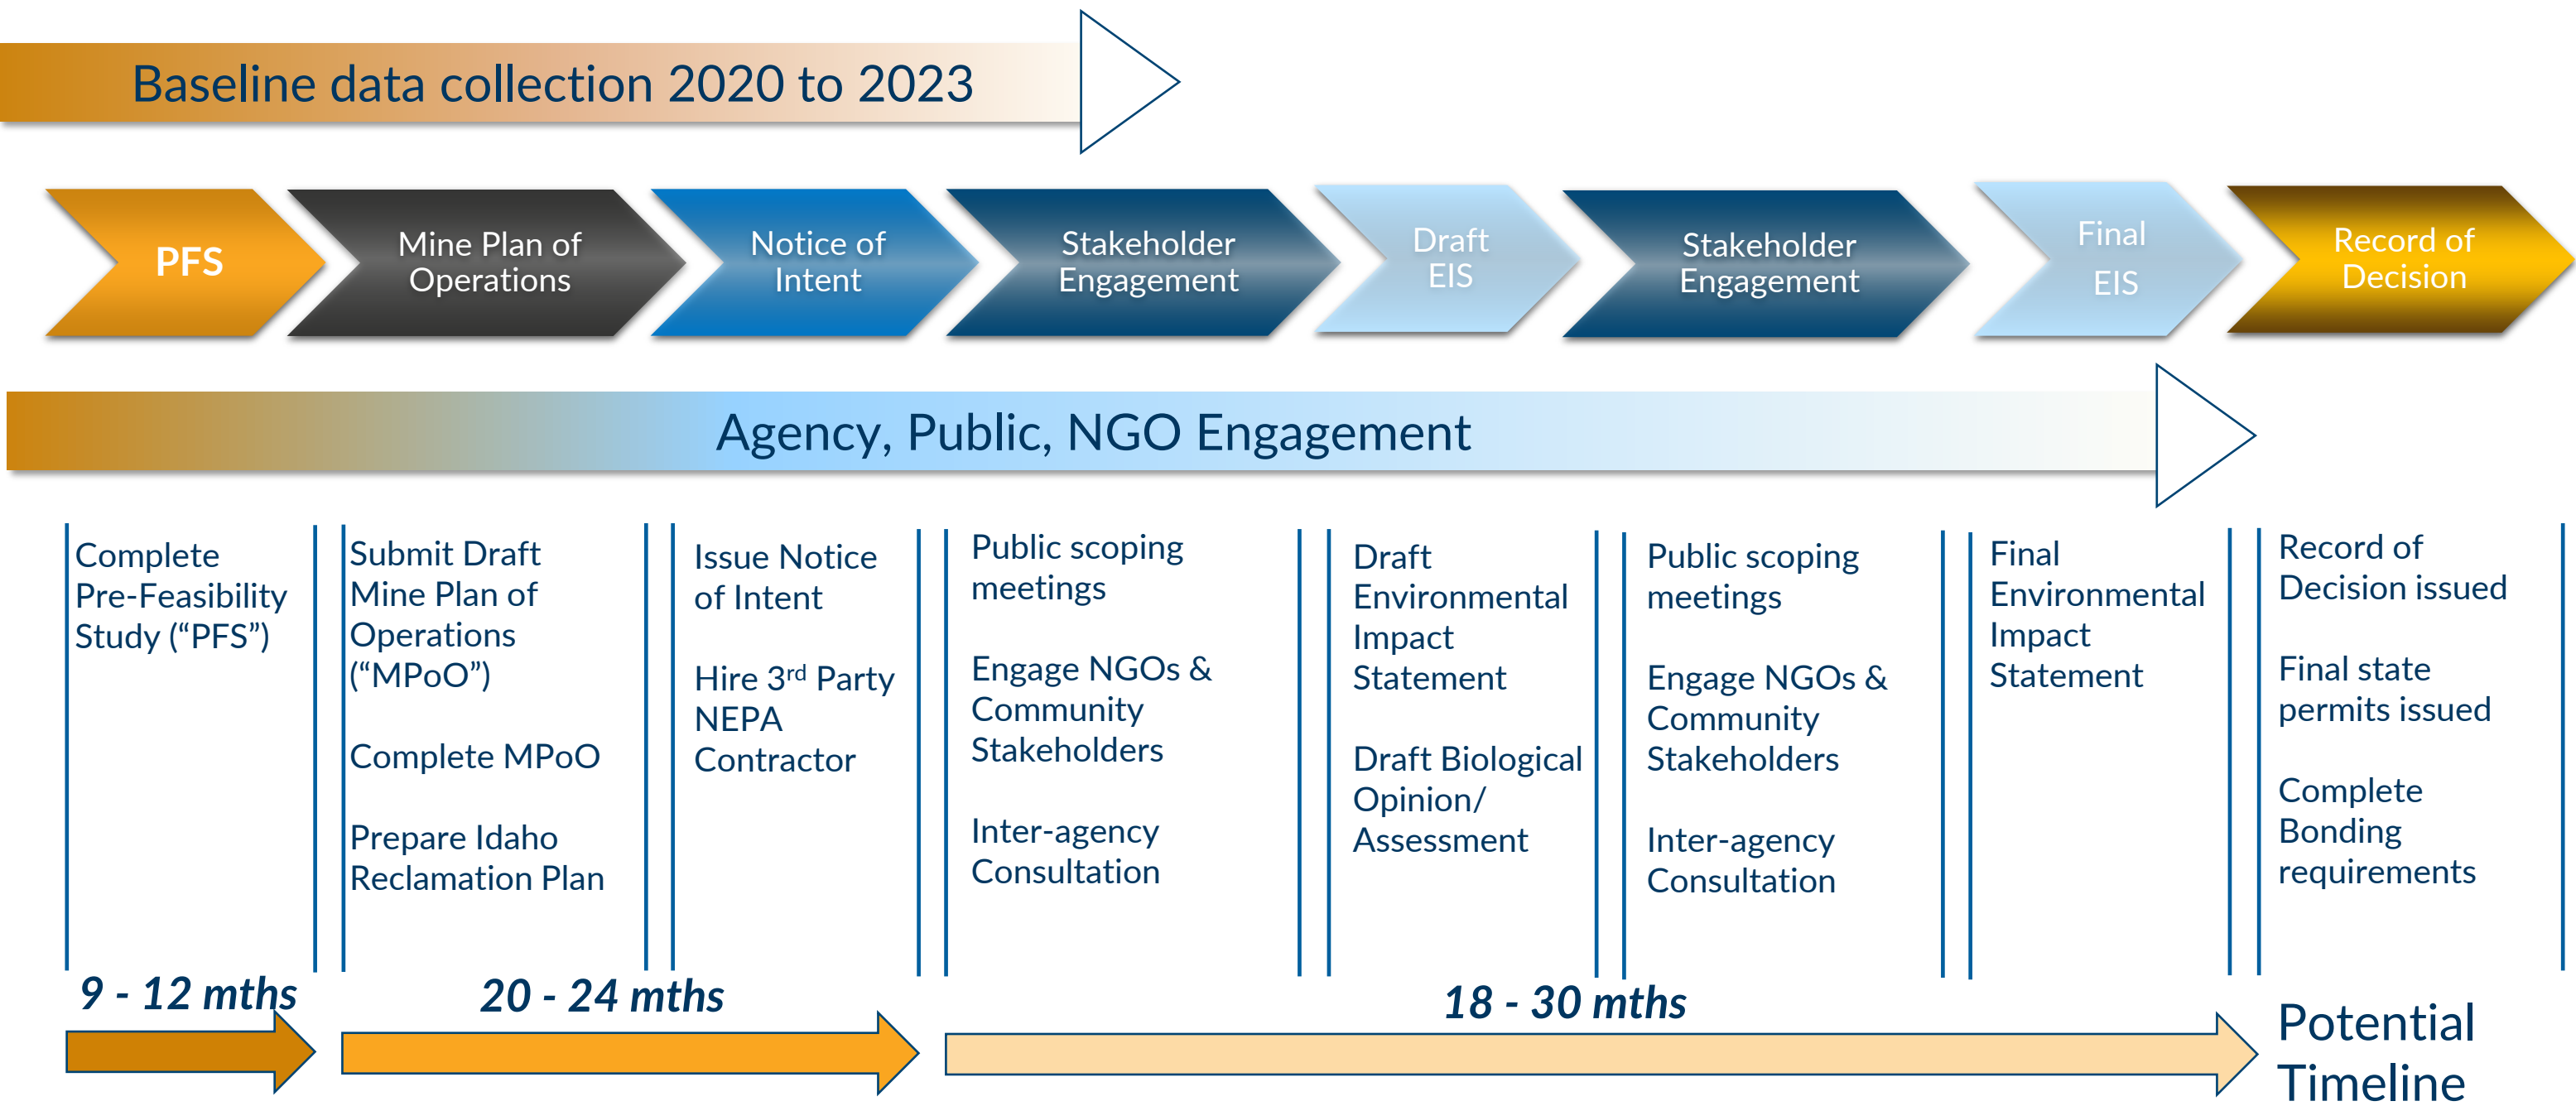 Baseline data collection 2020 to 2023
PFS
Mine Plan of
Operations
Notice of
Intent
Stakeholder
Engagement
Draft
EIS
Stakeholder
Engagement
Final
EIS
Record of
Decision
Agency, Public, NGO Engagement
Complete
Pre-Feasibility
Study (“PFS”)
Submit Draft
Mine Plan of
Operations
(“MPoO”)
Complete MPoO
Prepare Idaho
Reclamation Plan
Issue Notice
of Intent
Hire 3rd Party
NEPA
Contractor
Public scoping
meetings
Engage NGOs &
Community
Stakeholders
Inter-agency
Consultation
Draft
Environmental
Impact
Statement
Draft Biological
Opinion/
Assessment
Public scoping
meetings
Engage NGOs &
Community
Stakeholders
Inter-agency
Consultation
Final
Environmental
Impact
Statement
Record of
Decision issued
Final state
permits issued
Complete
Bonding
requirements
9 - 12 mths
20 - 24 mths
18 - 30 mths
Potential
Timeline